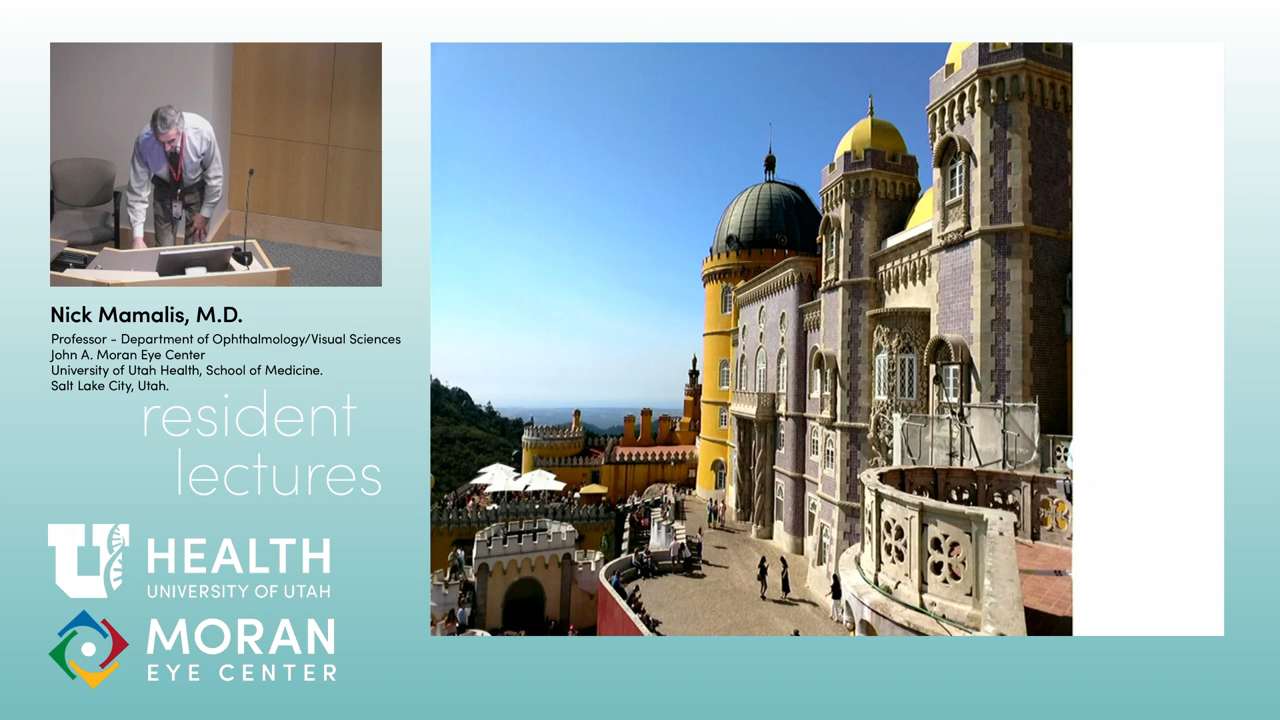 Nick Mamalis, M.D.
Professor - Department of Ophthalmology/Visual Sciences
John A. Moran Eye Center
University of Utah Health, School of Medicine.
Salt Lake City, Utah.
resident
lectures
U HEALTH
UNIVERSITY OF UTAH
MORAN
EYE CENTER